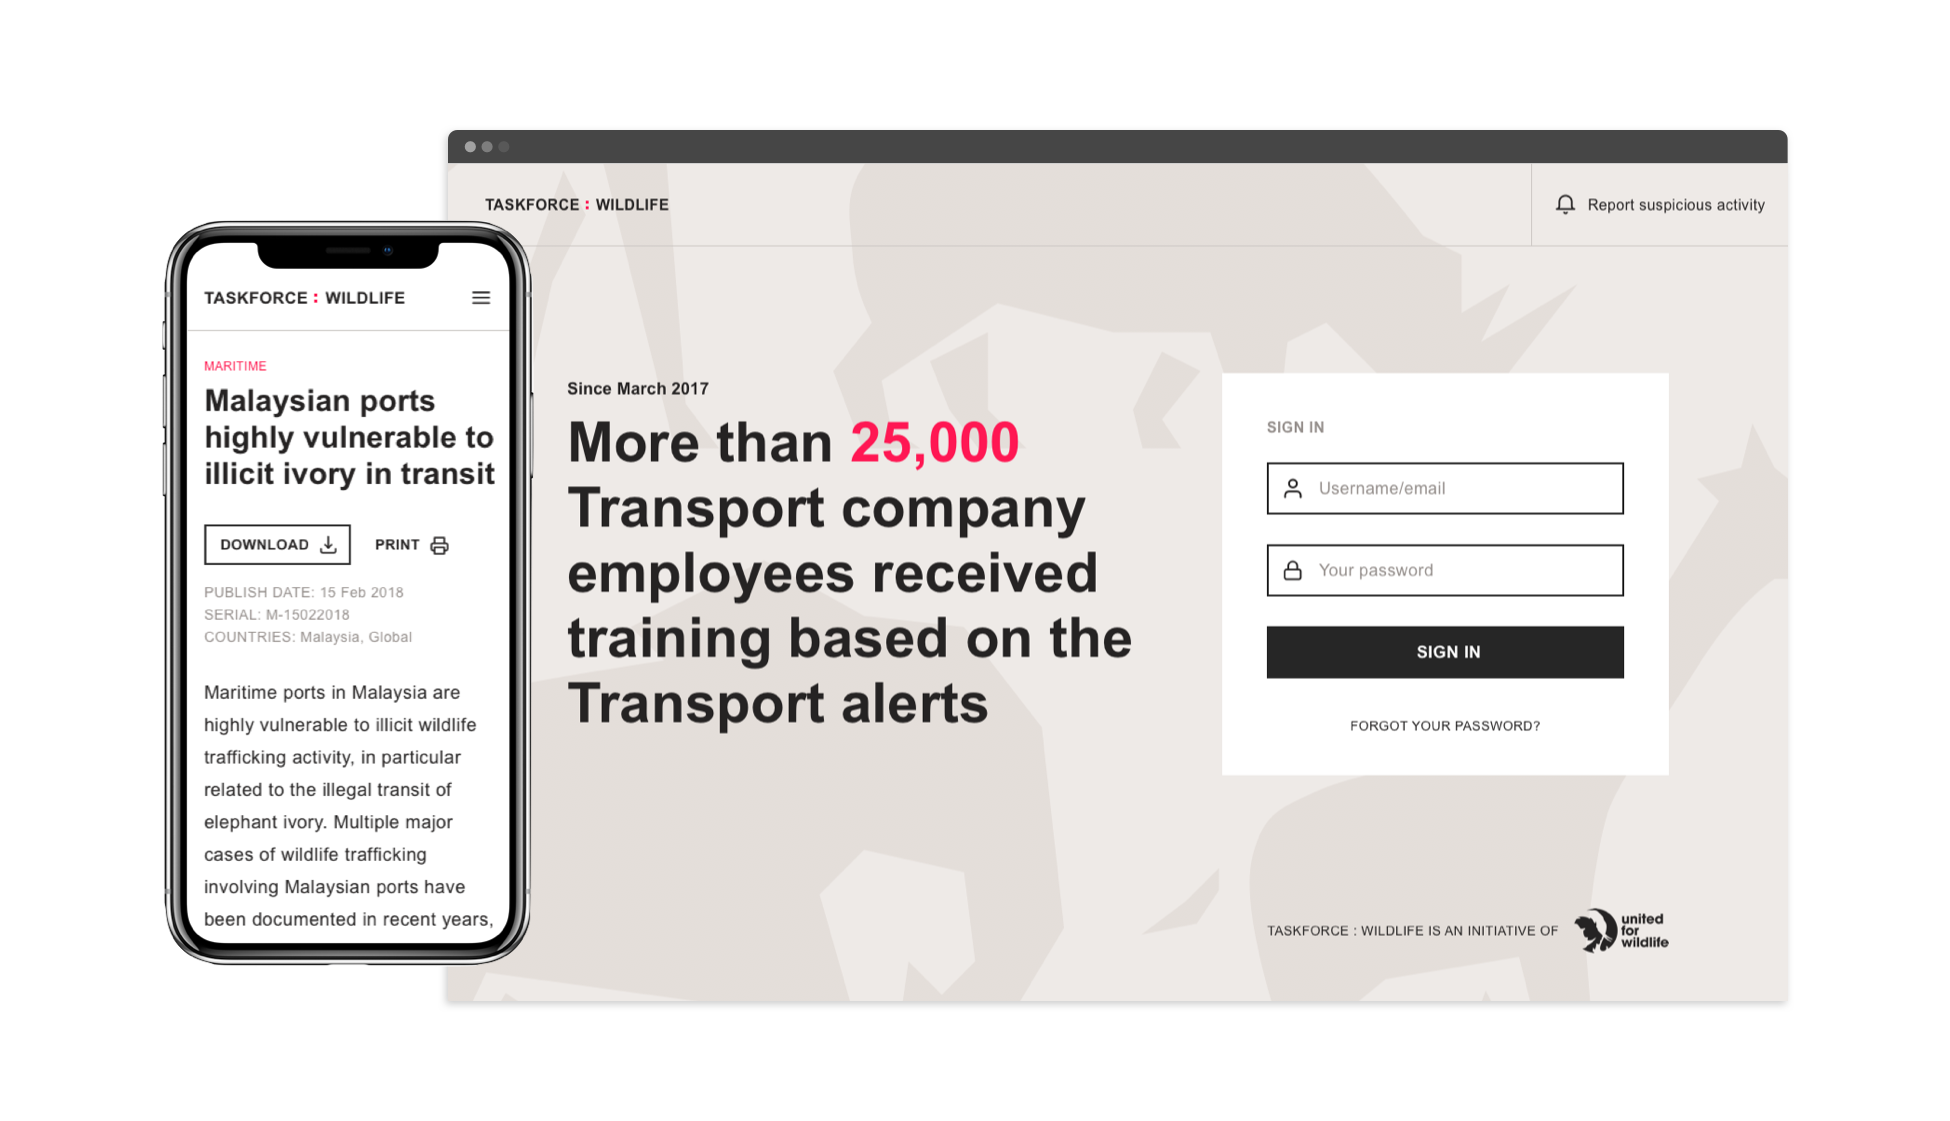 TASKFORCE : WILDLIFE
Report suspicious activity
TASKFORCE : WILDLIFE
MARITIME
Malaysian ports
highly vulnerable to
illicit ivory in transit
DOWNLOAD
PRINT
PUBLISH DATE: 15 Feb 2018
SERIAL: M-15022018
COUNTRIES: Malaysia, Global
Maritime ports in Malaysia are
highly vulnerable to illicit wildlife
trafficking activity, in particular
related to the illegal transit of
elephant ivory. Multiple major
cases of wildlife trafficking
involving Malaysian ports have
been documented in recent years,
Since March 2017
More than 25,000
Transport company
employees received
training based on the
Transport alerts
SIGN IN
Username/email
Your password
SIGN IN
FORGOT YOUR PASSWORD?
TASKFORCE : WILDLIFE IS AN INITIATIVE OF
united
for
wildlife